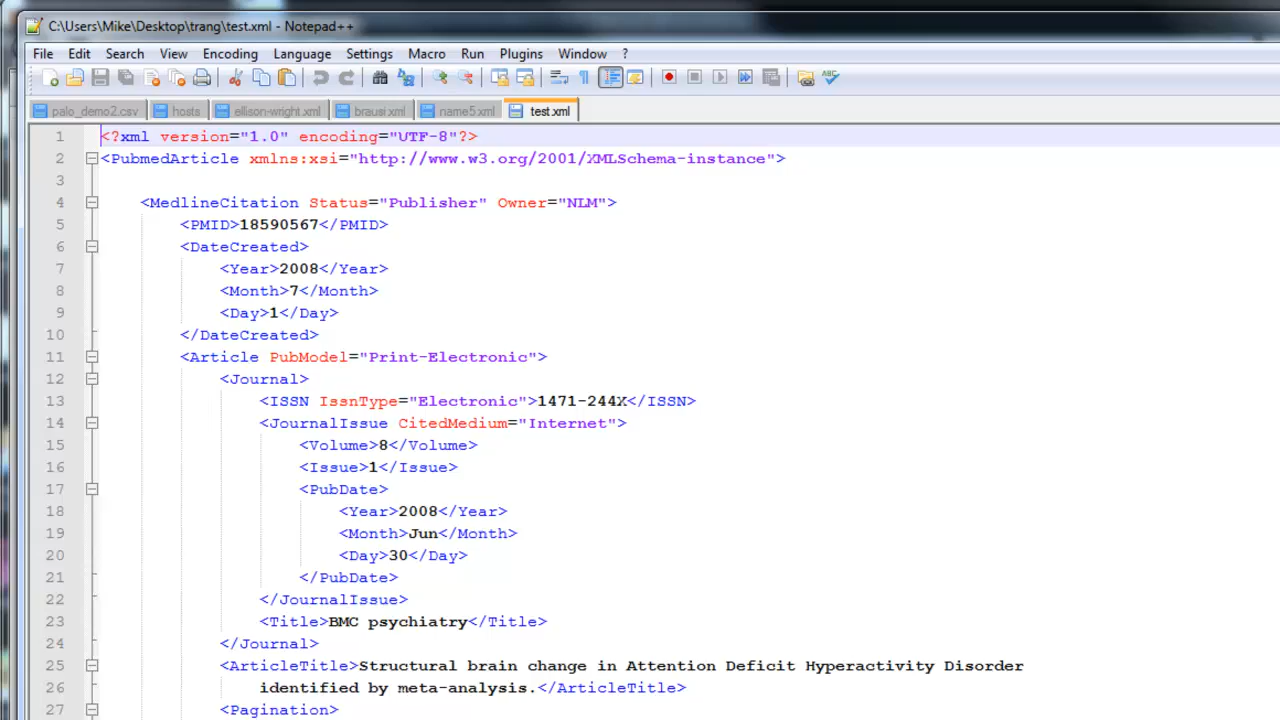 C:\Users\Mike\Desktop\trang\test.xml - Notepad++
File Edit Search View Encoding Language Settings Macro Run Plugins Window ?
palo_demo2.csv hosts ellison-wright.xml brausi.xml name5.xml test.xml
1 <?xml version="1.0" encoding="UTF-8"?>
2 <PubmedArticle xmlns:xsi="http://www.w3.org/2001/XMLSchema-instance">
3
4 <MedlineCitation Status="Publisher" Owner="NLM">
5 <PMID>18590567</PMID>
6 <DateCreated>
7 <Year>2008</Year>
8 <Month>7</Month>
9 <Day>1</Day>
10 </DateCreated>
11 <Article PubModel="Print-Electronic">
12 <Journal>
13 <ISSN IssnType="Electronic">1471-244X</ISSN>
14 <JournalIssue CitedMedium="Internet">
15 <Volume>8</Volume>
16 <Issue>1</Issue>
17 <PubDate>
18 <Year>2008</Year>
19 <Month>Jun</Month>
20 <Day>30</Day>
21 </PubDate>
22 </JournalIssue>
23 <Title>BMC psychiatry</Title>
24 </Journal>
25 <ArticleTitle>Structural brain change in Attention Deficit Hyperactivity Disorder
26 identified by meta-analysis.</ArticleTitle>
27 <Pagination>